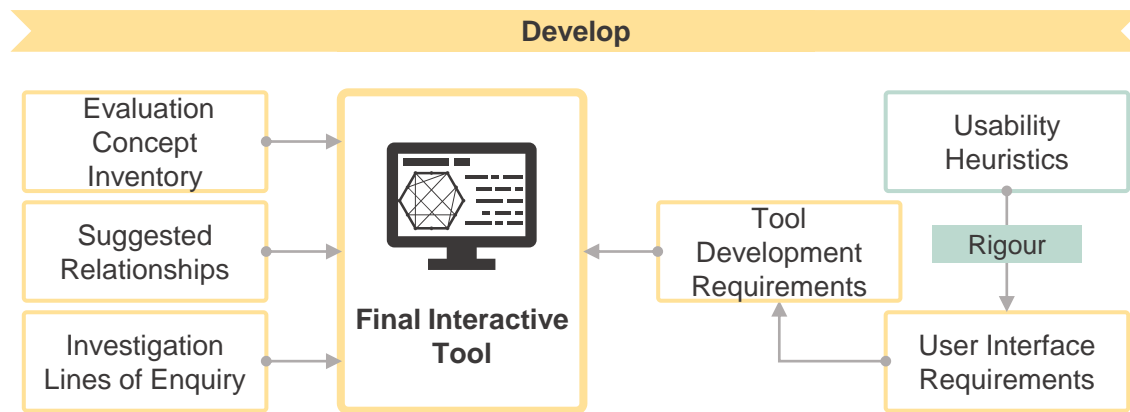 Develop
Evaluation
Concept
Inventory
Suggested
Relationships
Investigation
Lines of Enquiry
Final Interactive
Tool
Tool
Development
Requirements
Usability
Heuristics
Rigour
User Interface
Requirements